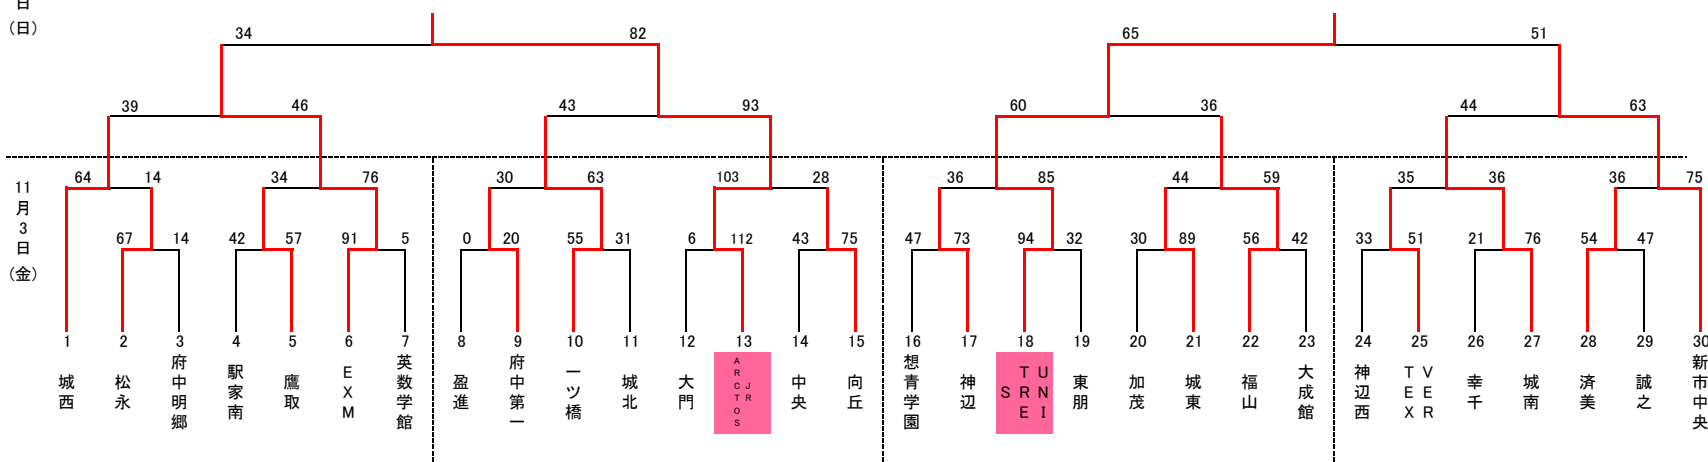 日
（日）
34 82 65 51
39 46 43 93 60 36 44 63
11月3日（金）
64 14 34 76 30 63 103 28 36 85 44 59 35 36 36 75
67 14 42 57 91 5 0 20 55 31 6 112 43 75 47 73 94 32 30 89 56 42 33 51 21 76 54 47
1 2 3 4 5 6 7 8 9 10 11 12 13 14 15 16 17 18 19 20 21 22 23 24 25 26 27 28 29 30
城西
松永
府中明郷
駅家南
鷹取
EXM
英数学館
盈進
府中第一
一ツ橋
城北
大門
ARCTOS
JR
中央
向丘
想青学園
神辺
UNI
TRE
S
東朋
加茂
城東
福山
大成館
神辺西
VER
TEX
幸千
城南
済美
誠之
新市中央